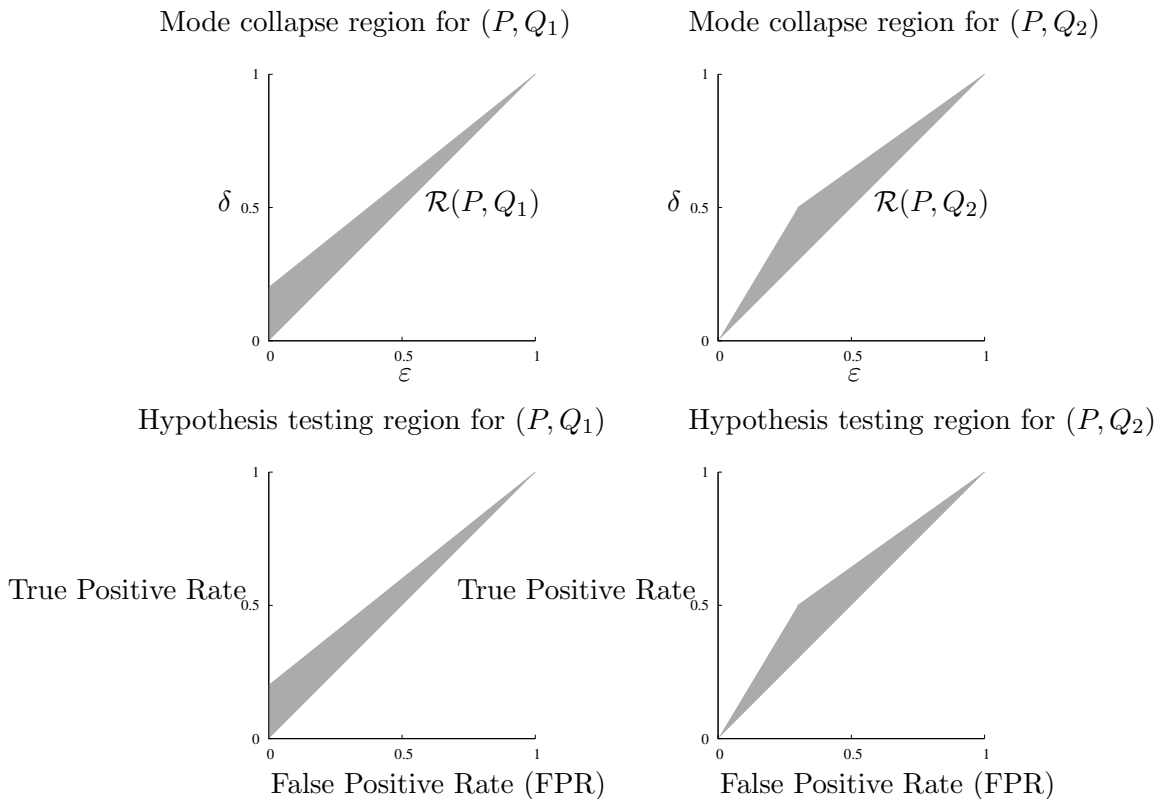 Mode collapse region for (P, Q₁)
Mode collapse region for (P, Q₂)
1
δ 0.5
R(P, Q₁)
0
0 0.5 1
ε
1
δ 0.5
R(P, Q₂)
0
0 0.5 1
ε
Hypothesis testing region for (P, Q₁)
Hypothesis testing region for (P, Q₂)
1
True Positive Rate
0.5
0
0 0.5 1
False Positive Rate (FPR)
1
True Positive Rate
0.5
0
0 0.5 1
False Positive Rate (FPR)